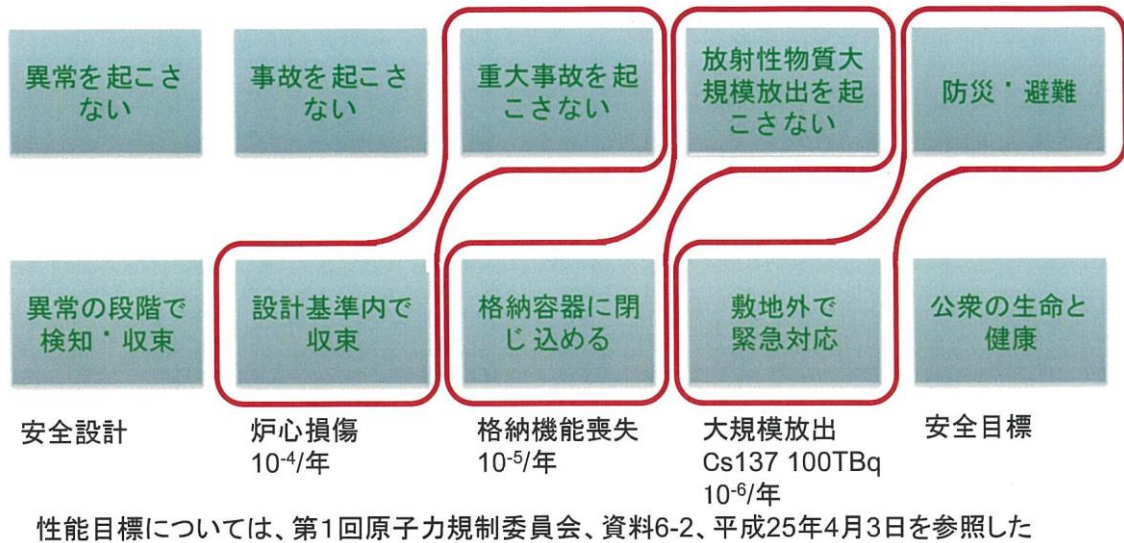 異常を起こさ
ない
事故を起こさ
ない
重大事故を起
こさない
放射性物質大
規模放出を起
こさない
防災・避難
異常の段階で
検知・収束
設計基準内で
収束
格納容器に閉
じ込める
敷地外で
緊急対応
公衆の生命と
健康
安全設計
炉心損傷
10-4/年
格納機能喪失
10-5/年
大規模放出
Cs137 100TBq
10-6/年
安全目標
性能目標については、第1回原子力規制委員会、資料6-2、平成25年4月3日を参照した